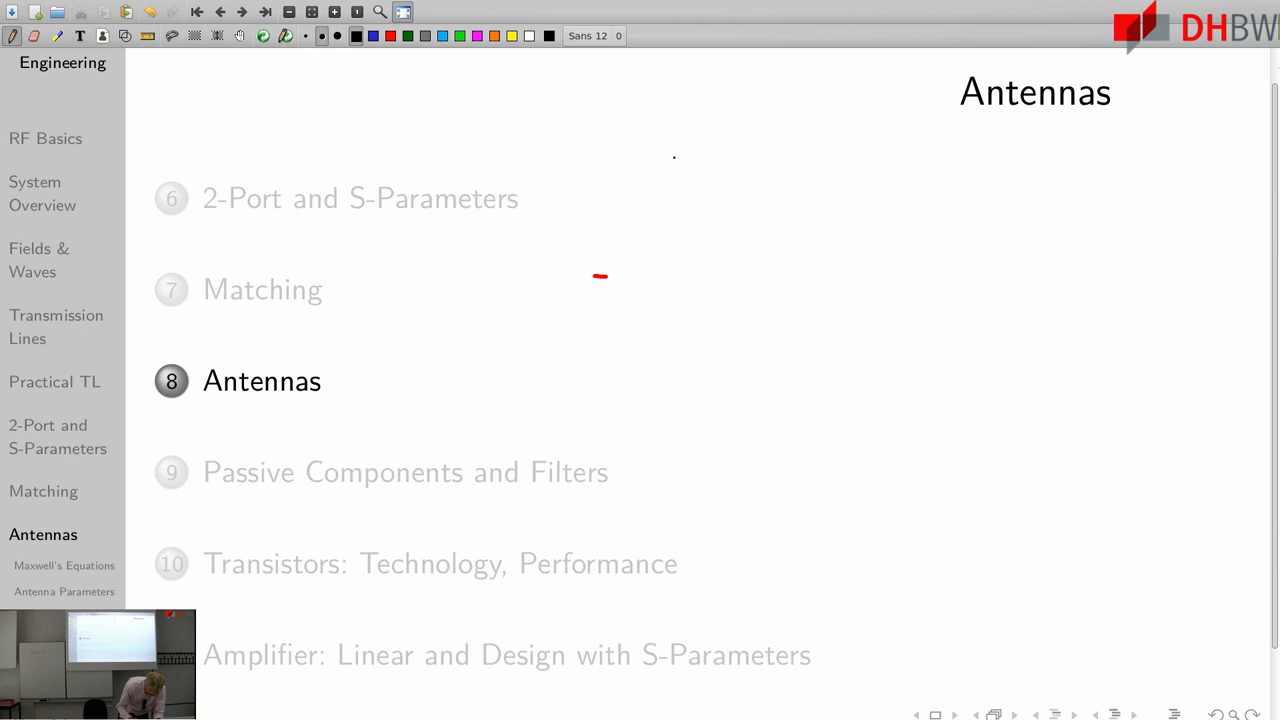 T
1
Sans 12
0
DHBW
Engineering
RF Basics
System
Overview
Fields &
Waves
Transmission
Lines
Practical TL
2-Port and
S-Parameters
Matching
Antennas
Maxwell's Equations
Antenna Parameters
Antennas
6 2-Port and S-Parameters
7 Matching
8 Antennas
9 Passive Components and Filters
10 Transistors: Technology, Performance
Amplifier: Linear and Design with S-Parameters